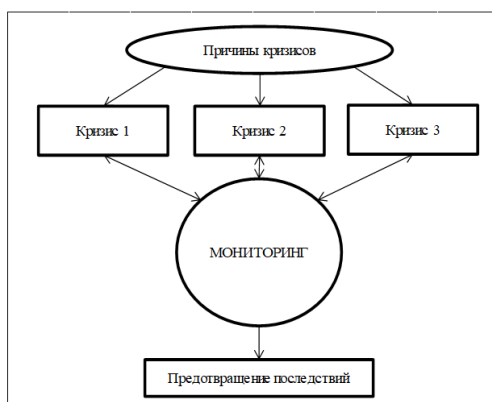 Причины кризисов
Кризис 1
Кризис 2
Кризис 3
МОНИТОРИНГ
Предотвращение последствий